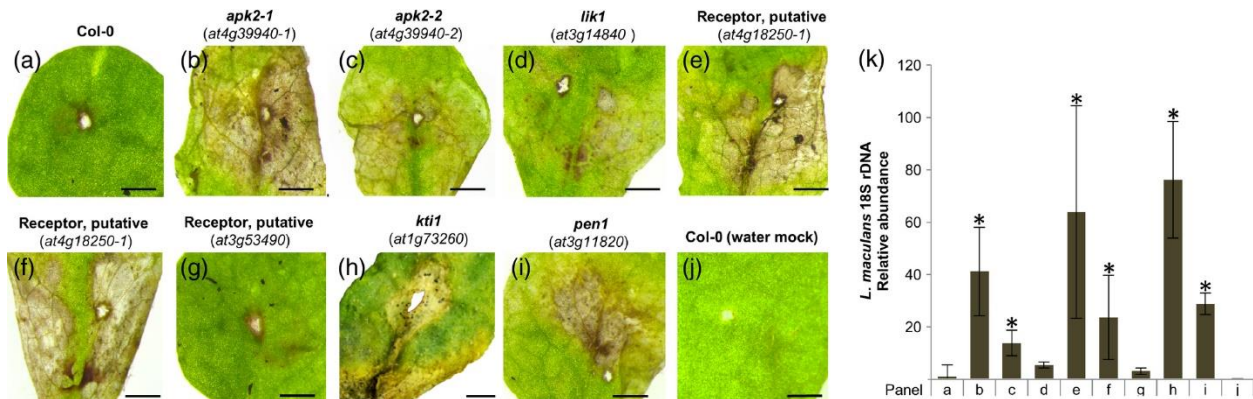 Col-0
(a)
apk2-1
(at4g39940-1)
(b)
apk2-2
(at4g39940-2)
(c)
lik1
(at3g14840 )
(d)
Receptor, putative
(at4g18250-1)
(e)
Receptor, putative
(at4g18250-1)
(f)
Receptor, putative
(at3g53490)
(g)
kti1
(at1g73260)
(h)
pen1
(at3g11820)
(i)
Col-0 (water mock)
(j)
(k)
L. maculans 18S rDNA
Relative abundance
120
100
80
60
40
20
* * * * * *
Panel a b c d e f g h i j